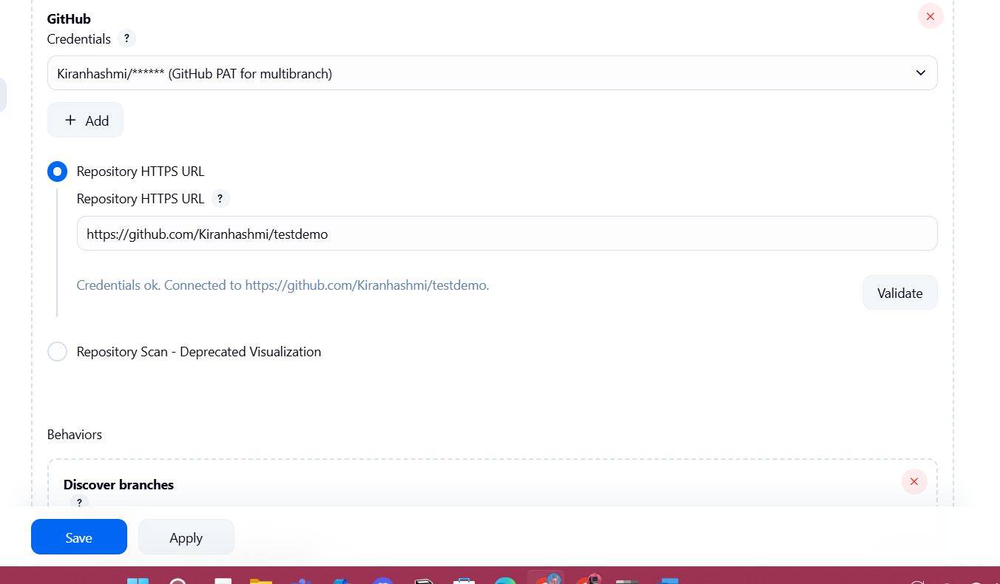 GitHub
Credentials ?
Kiranhashmi/****** (GitHub PAT for multibranch)
+ Add
Repository HTTPS URL
Repository HTTPS URL ?
https://github.com/Kiranhashmi/testdemo
Credentials ok. Connected to https://github.com/Kiranhashmi/testdemo.
Validate
Repository Scan - Deprecated Visualization
Behaviors
Discover branches
?
Save
Apply